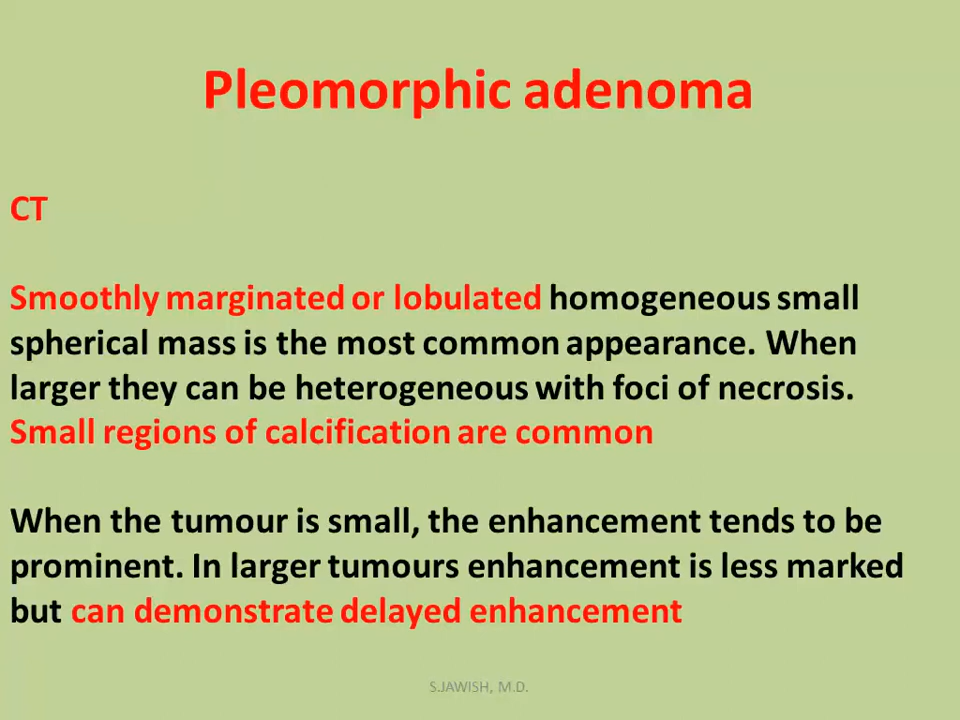 Pleomorphic adenoma
CT
Smoothly marginated or lobulated homogeneous small
spherical mass is the most common appearance. When
larger they can be heterogeneous with foci of necrosis.
Small regions of calcification are common
When the tumour is small, the enhancement tends to be
prominent. In larger tumours enhancement is less marked
but can demonstrate delayed enhancement
S.JAWISH, M.D.